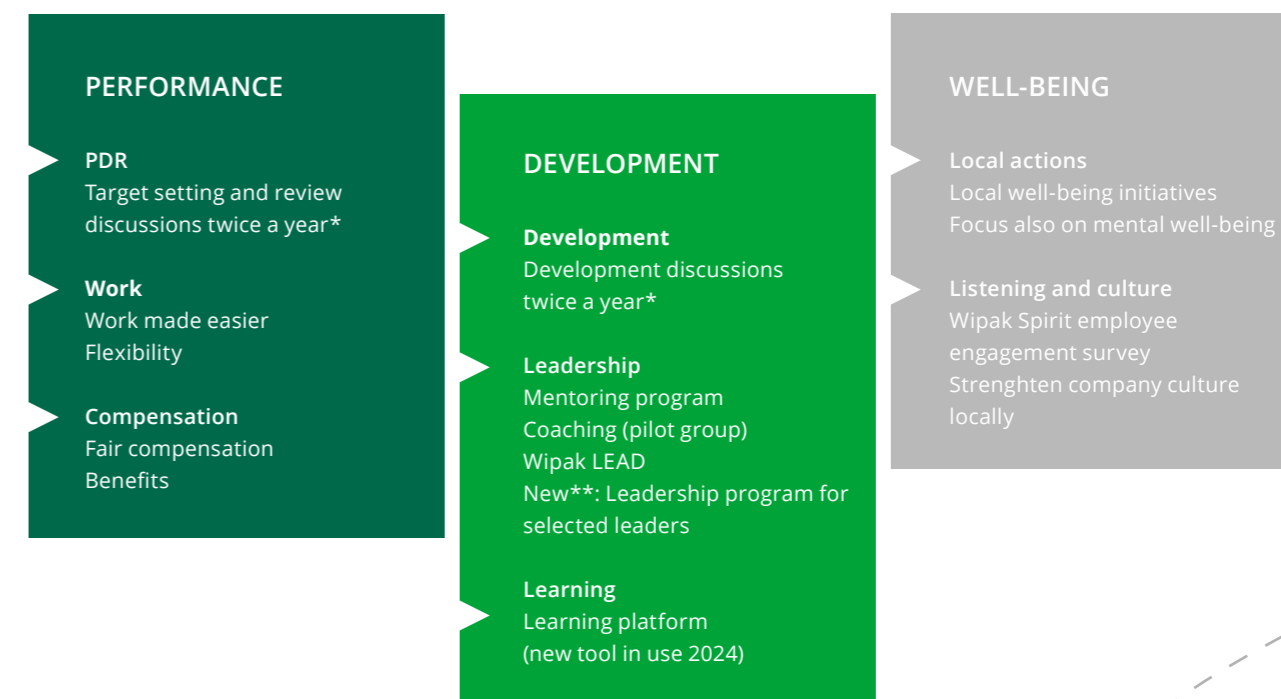 PERFORMANCE
PDR
Target setting and review
discussions twice a year*
Work
Work made easier
Flexibility
Compensation
Fair compensation
Benefits
DEVELOPMENT
Development
Development discussions
twice a year*
Leadership
Mentoring program
Coaching (pilot group)
Wipak LEAD
New**: Leadership program for
selected leaders
Learning
Learning platform
(new tool in use 2024)
WELL-BEING
Local actions
Local well-being initiatives
Focus also on mental well-being
Listening and culture
Wipak Spirit employee
engagement survey
Strenghten company culture
locally